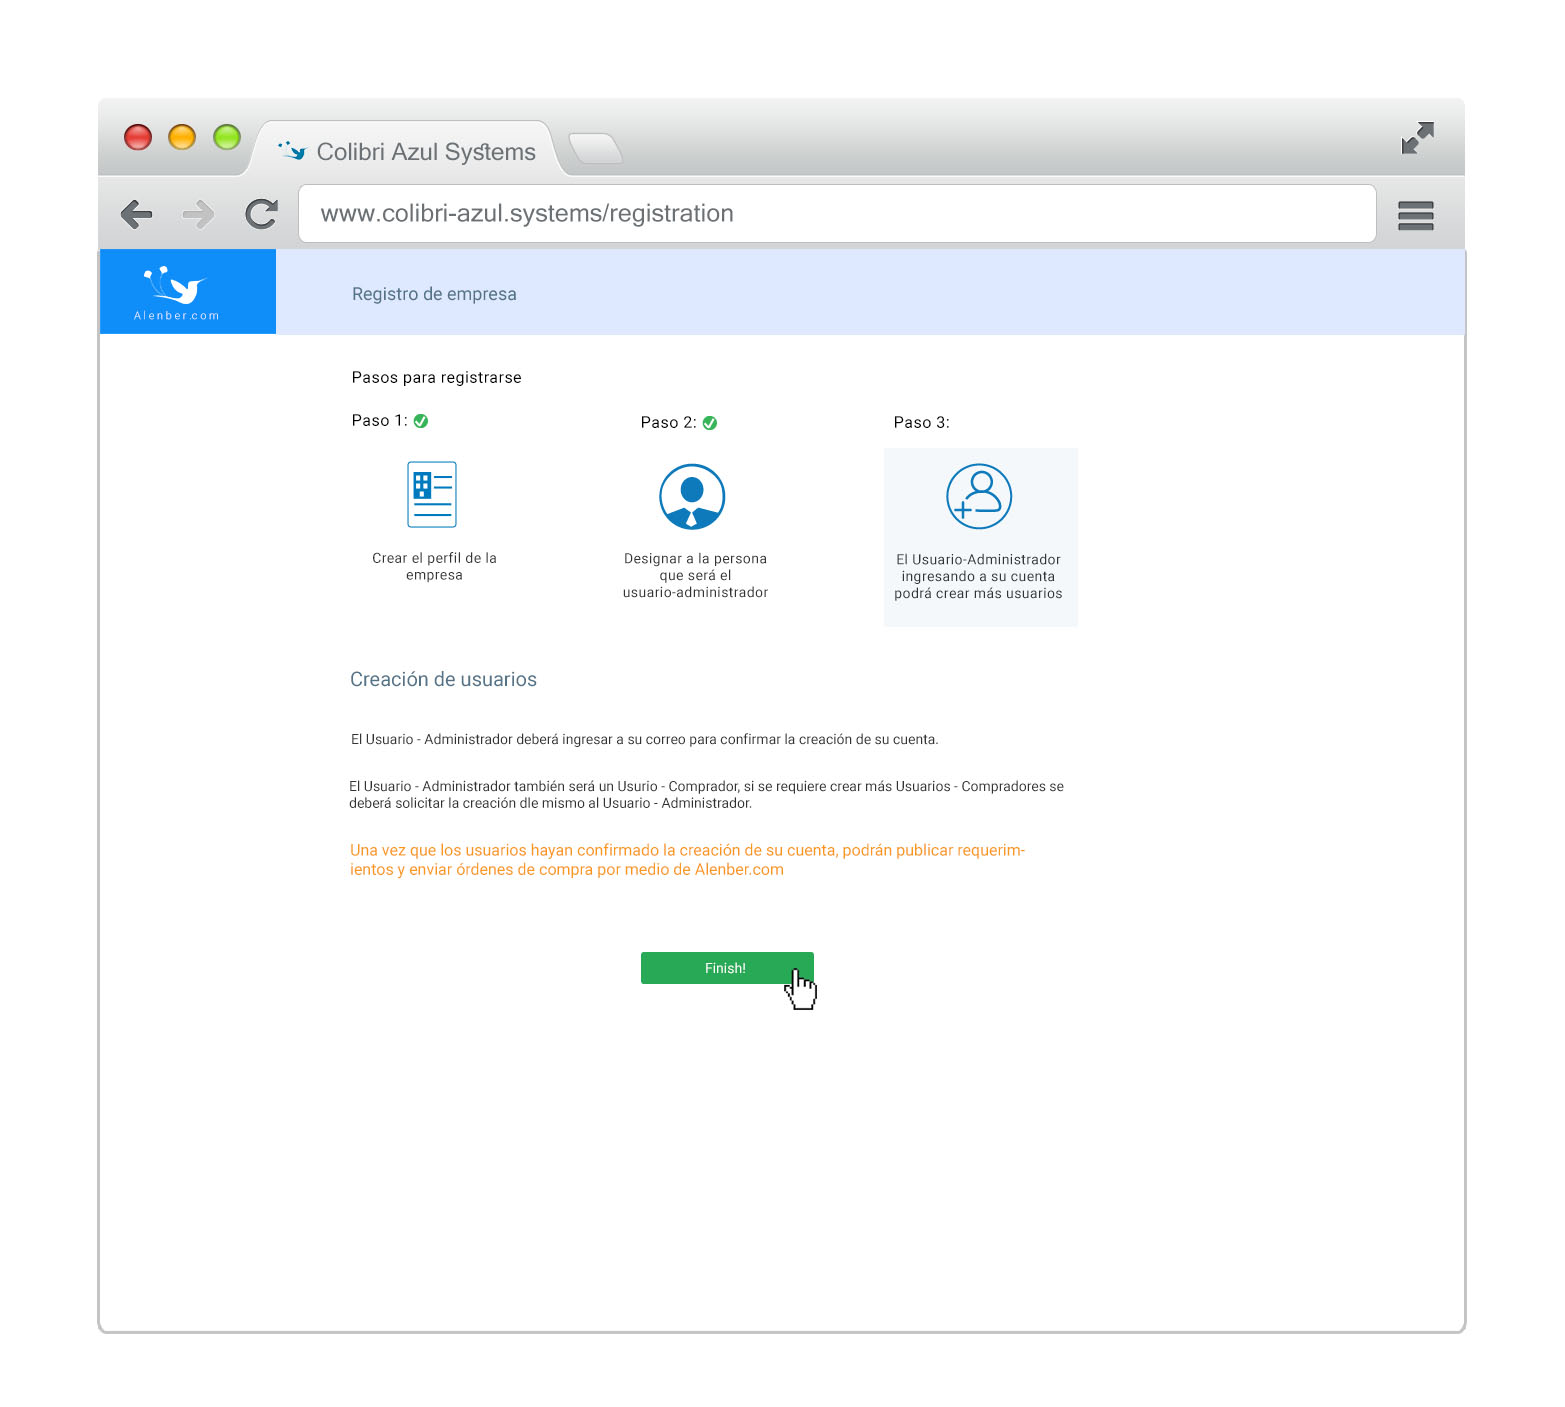 Colibri Azul Systems
www.colibri-azul.systems/registration
Alenber.com
Registro de empresa
Pasos para registrarse
Paso 1:
Paso 2:
Paso 3:
Crear el perfil de la
empresa
Designar a la persona
que será el
usuario-administrador
El Usuario-Administrador
ingresando a su cuenta
podrá crear más usuarios
Creación de usuarios
El Usuario - Administrador deberá ingresar a su correo para confirmar la creación de su cuenta.
El Usuario - Administrador también será un Usurio - Comprador, si se requiere crear más Usuarios - Compradores se
deberá solicitar la creación dle mismo al Usuario - Administrador.
Una vez que los usuarios hayan confirmado la creación de su cuenta, podrán publicar requerim-
ientos y enviar órdenes de compra por medio de Alenber.com
Finish!